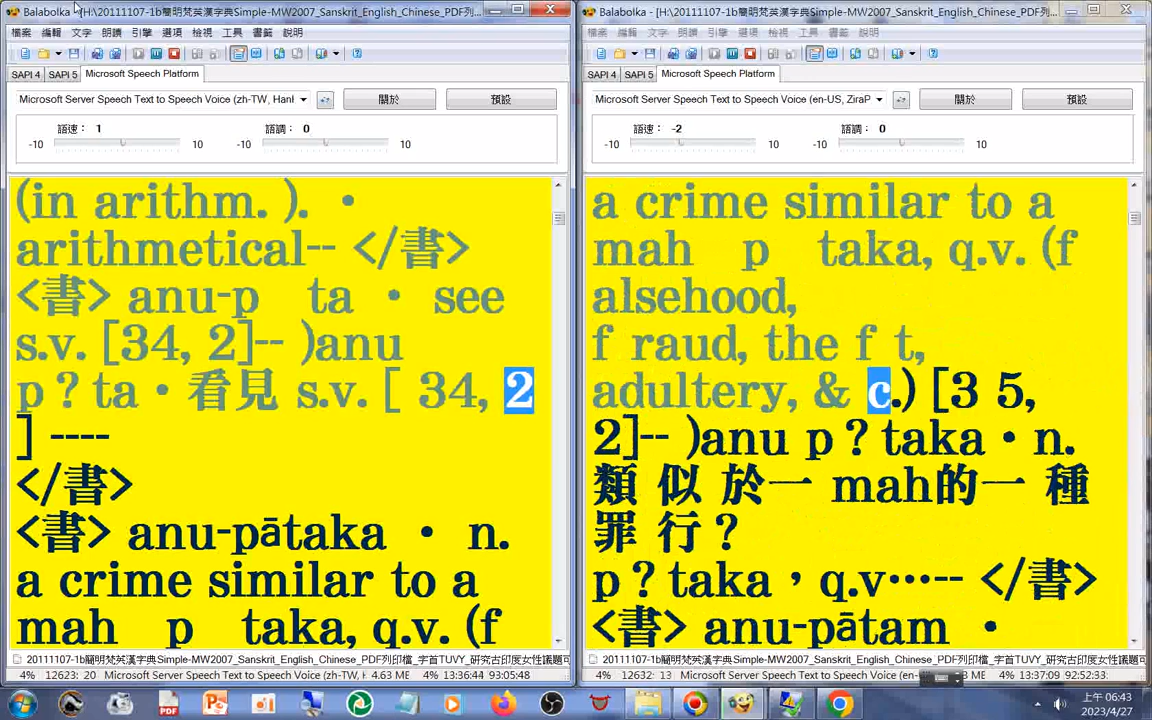 Balabolka - [H:\20111107-1b簡明梵英漢字典Simple-MW2007_Sanskrit_English_Chinese_PDF列...
檔案 編輯 文字 朗讀 引擎 選項 檢視 工具 書籤 說明
SAPI 4 SAPI 5 Microsoft Speech Platform
Microsoft Server Speech Text to Speech Voice (zh-TW, Hanl 關於 預設
語速： 1 語調： 0
-10 10 -10 10
(in arithm. ). •
arithmetical-- </書>
<書> anu-p ta • see
s.v. [34, 2]-- )anu
p？ta•看見 s.v. [ 34, 2
] ----
</書>
<書> anu-pātaka • n.
a crime similar to a
mah p taka, q.v. (f
20111107-1b簡明梵英漢字典Simple-MW2007_Sanskrit_English_Chinese_PDF列印檔_字首TUVY_研究古印度女性議題可
4% 12623: 20 Microsoft Server Speech Text to Speech Voice (zh-TW, H 4.63 MB 4% 13:36:44 93:05:48
Balabolka - [H:\20111107-1b簡明梵英漢字典Simple-MW2007_Sanskrit_English_Chinese_PDF列印...
檔案 編輯 文字 朗讀 引擎 選項 檢視 工具 書籤 說明
SAPI 4 SAPI 5 Microsoft Speech Platform
Microsoft Server Speech Text to Speech Voice (en-US, ZiraP 關於 預設
語速： -2 語調： 0
-10 10 -10 10
a crime similar to a
mah p taka, q.v. (f
alsehood,
f raud, the f t,
adultery, & c.) [3 5,
2]-- )anu p？taka•n.
類 似 於一 mah的一 種
罪 行？
p？taka，q.v…-- </書>
<書> anu-pātam •
20111107-1b簡明梵英漢字典Simple-MW2007_Sanskrit_English_Chinese_PDF列印檔_字首TUVY_研究古印度女性議題可
4% 12632: 13 Microsoft Server Speech Text to Speech Voice (en-US, 3 MB 4% 13:37:09 92:52:33
上午 06:43
2023/4/27